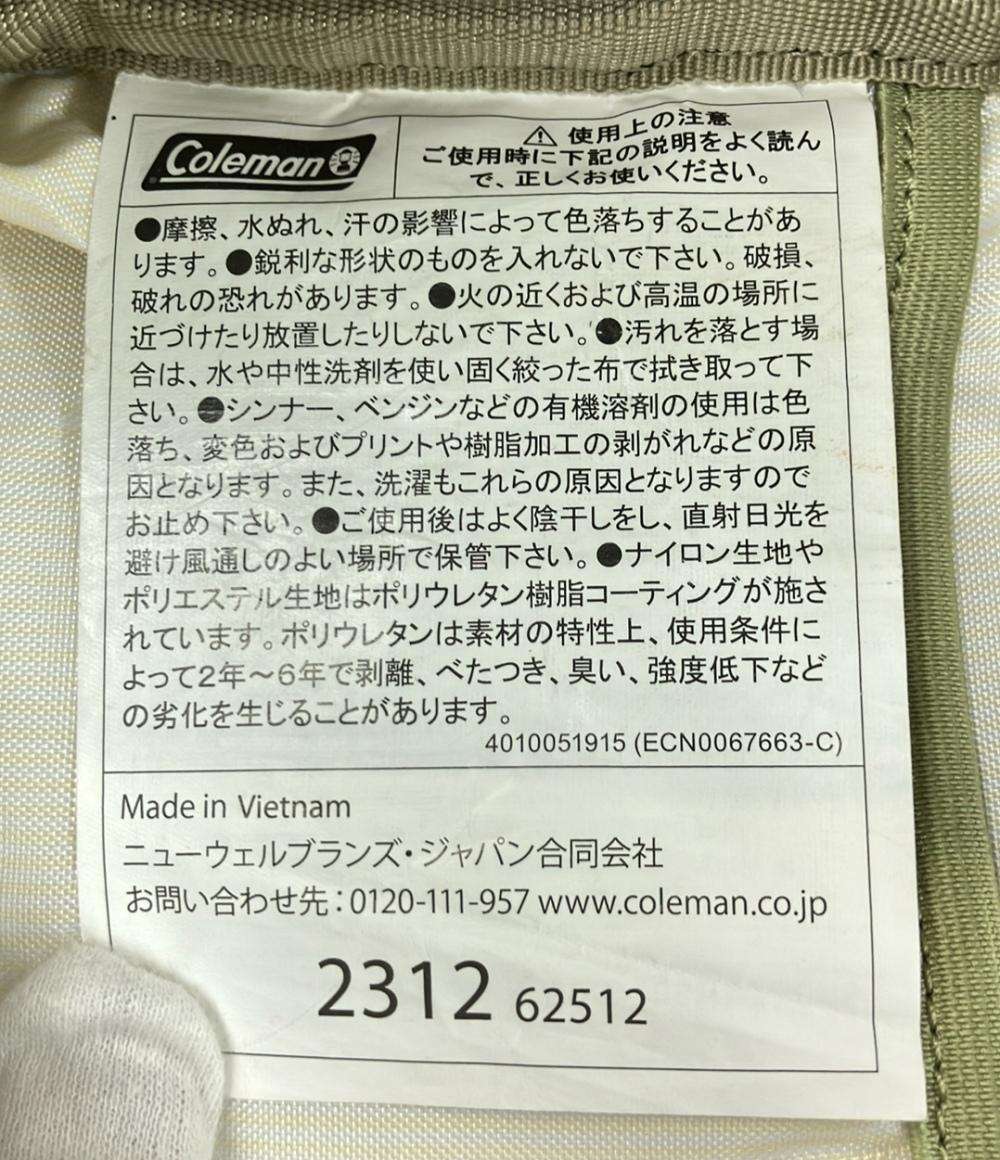 Coleman
⚠ 使用上の注意
ご使用時に下記の説明をよく読ん
で、正しくお使いください。
●摩擦、水ぬれ、汗の影響によって色落ちすることがあ
ります。●鋭利な形状のものを入れないで下さい。破損、
破れの恐れがあります。●火の近くおよび高温の場所に
近づけたり放置したりしないで下さい。●汚れを落とす場
合は、水や中性洗剤を使い固く絞った布で拭き取って下
さい。●シンナー、ベンジンなどの有機溶剤の使用は色
落ち、変色およびプリントや樹脂加工の剥がれなどの原
因となります。また、洗濯もこれらの原因となりますので
お止め下さい。●ご使用後はよく陰干しをし、直射日光を
避け風通しのよい場所で保管下さい。●ナイロン生地や
ポリエステル生地はポリウレタン樹脂コーティングが施さ
れています。ポリウレタンは素材の特性上、使用条件に
よって2年～6年で剥離、べたつき、臭い、強度低下など
の劣化を生じることがあります。
4010051915 (ECN0067663-C)
Made in Vietnam
ニューウェルブランズ・ジャパン合同会社
お問い合わせ先：0120-111-957 www.coleman.co.jp
2312 62512